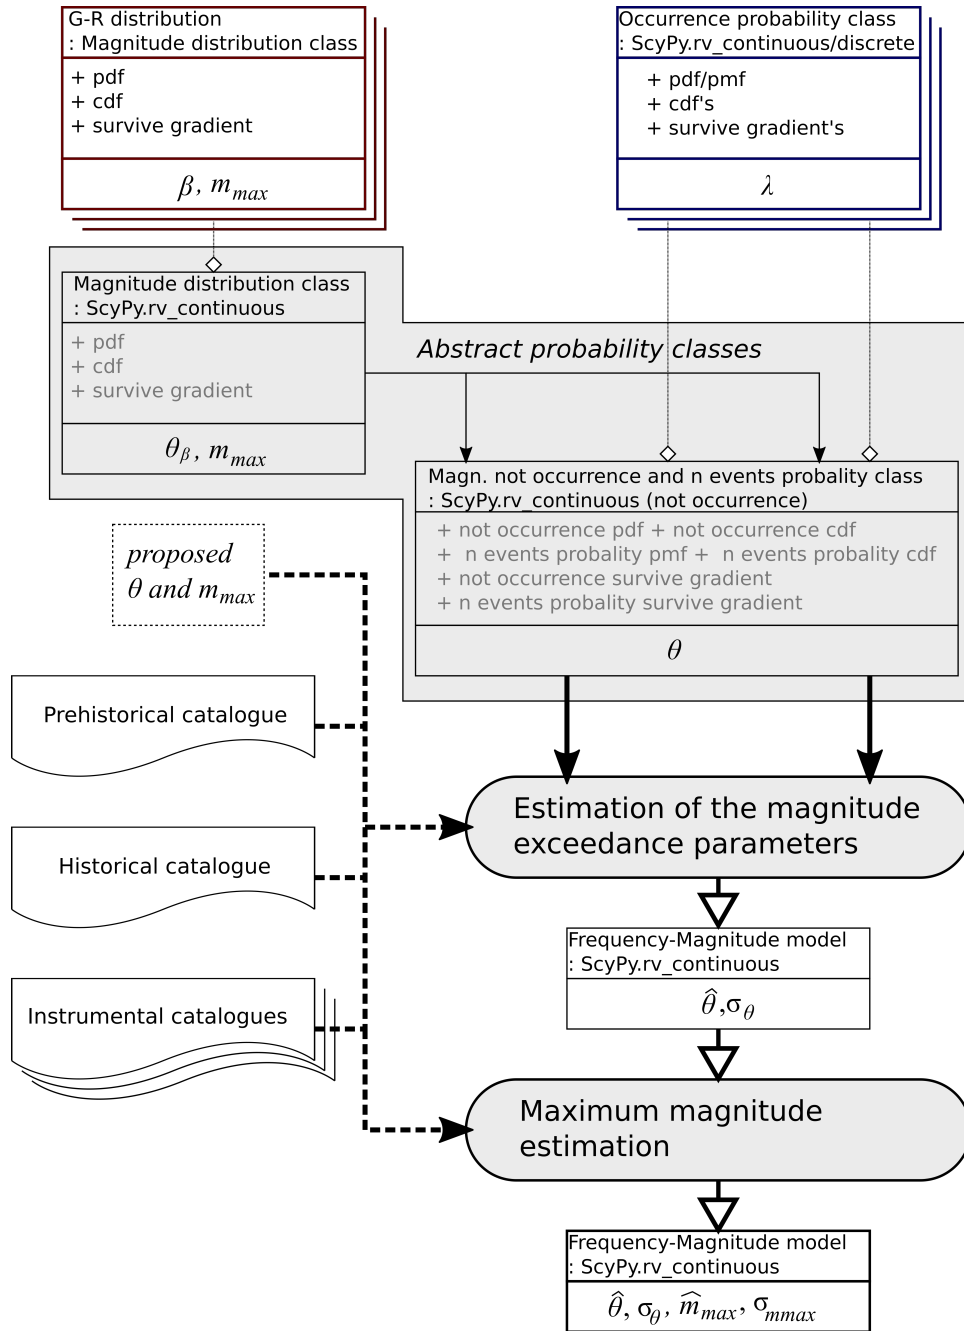 G-R distribution
: Magnitude distribution class
+ pdf
+ cdf
+ survive gradient
β, m_max
Occurrence probability class
: ScyPy.rv_continuous/discrete
+ pdf/pmf
+ cdf's
+ survive gradient's
λ
Magnitude distribution class
: ScyPy.rv_continuous
+ pdf
+ cdf
+ survive gradient
θ_β, m_max
Abstract probability classes
Magn. not occurrence and n events probality class
: ScyPy.rv_continuous (not occurrence)
+ not occurrence pdf + not occurrence cdf
+ n events probality pmf + n events probality cdf
+ not occurrence survive gradient
+ n events probality survive gradient
θ
proposed
θ and m_max
Prehistorical catalogue
Historical catalogue
Instrumental catalogues
Estimation of the magnitude
exceedance parameters
Frequency-Magnitude model
: ScyPy.rv_continuous
θ̂,σ_θ
Maximum magnitude
estimation
Frequency-Magnitude model
: ScyPy.rv_continuous
θ̂, σ_θ, m̂_max, σ_mmax